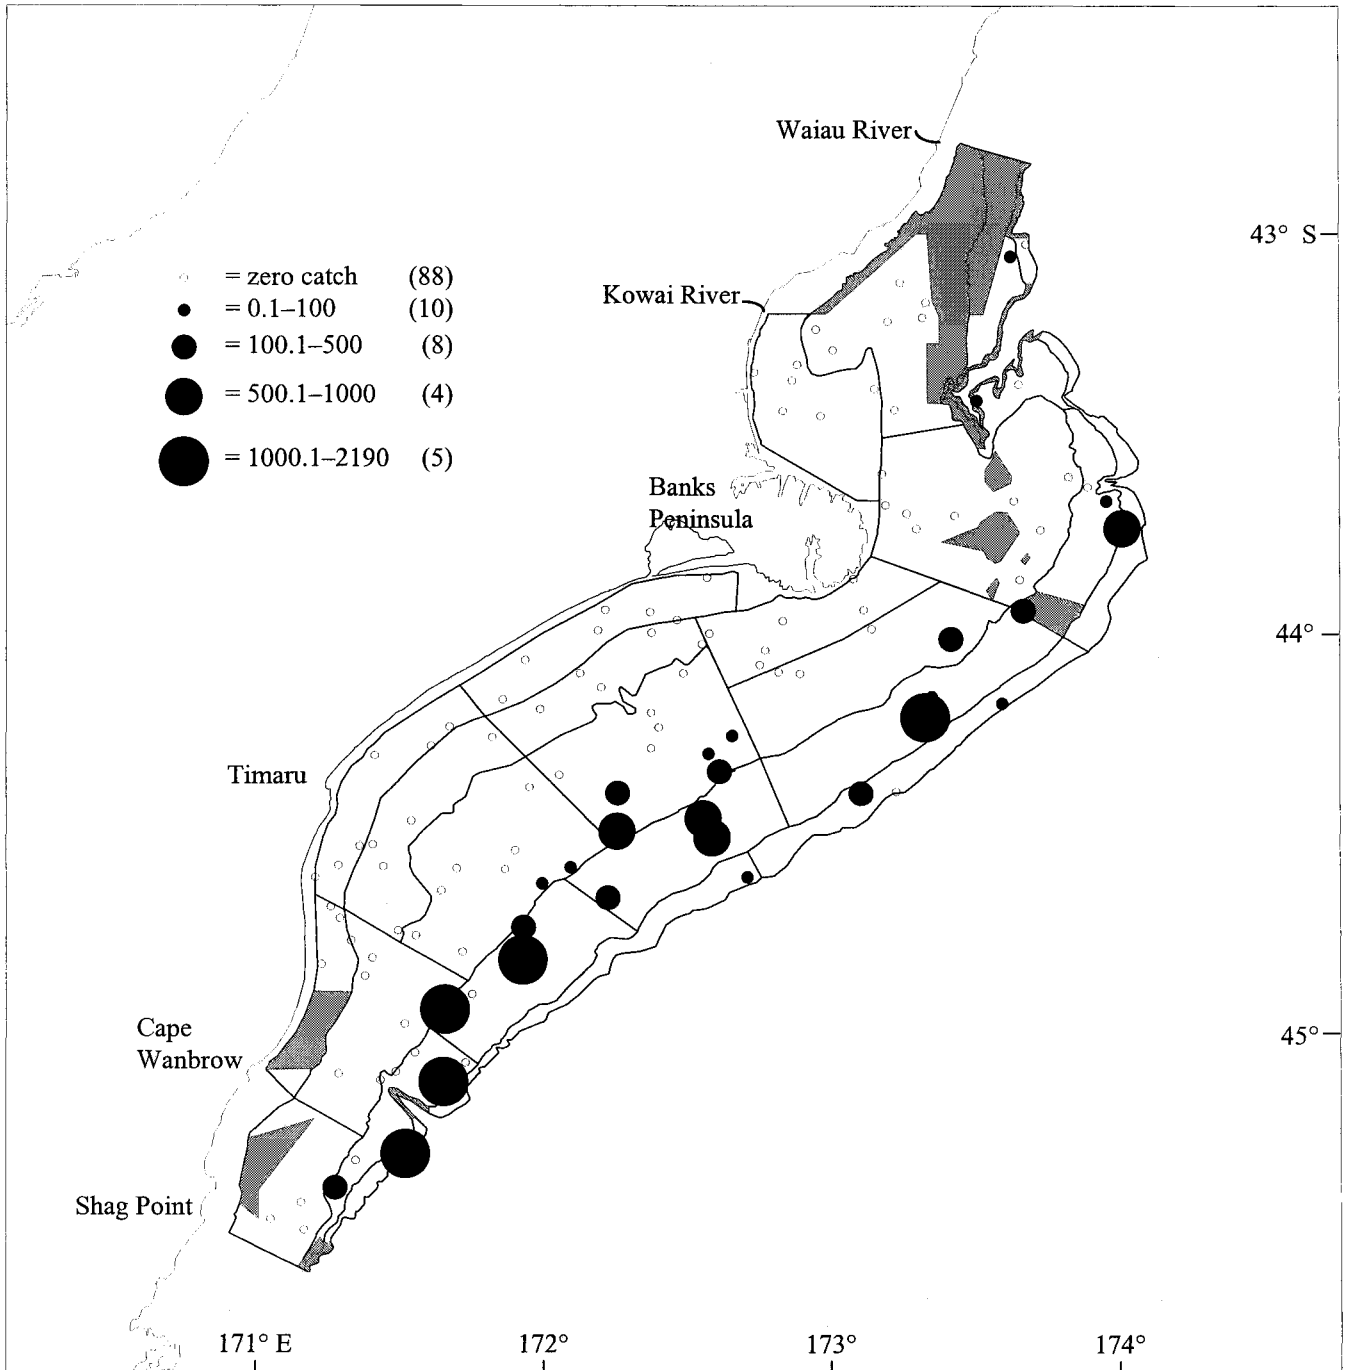 Waiau River
43° S
= zero catch (88)
Kowai River
= 0.1–100 (10)
= 100.1–500 (8)
= 500.1–1000 (4)
= 1000.1–2190 (5)
Banks
Peninsula
44°
Timaru
Cape
Wanbrow
45°
Shag Point
171° E 172° 173° 174°